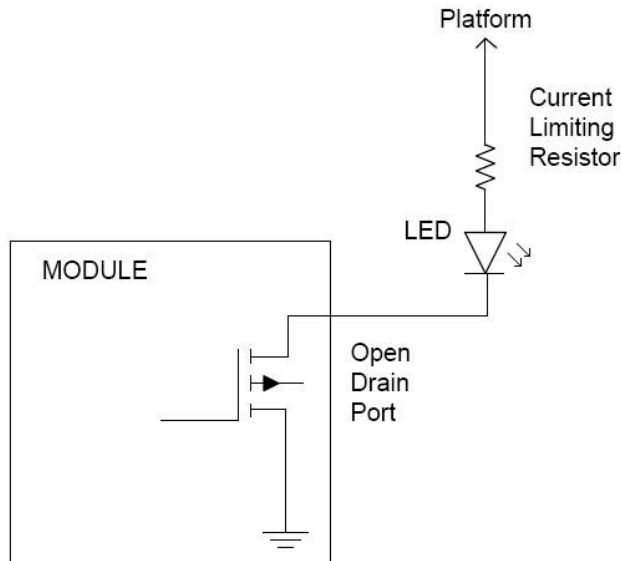 Platform
Current
Limiting
Resistor
LED
MODULE
Open
Drain
Port